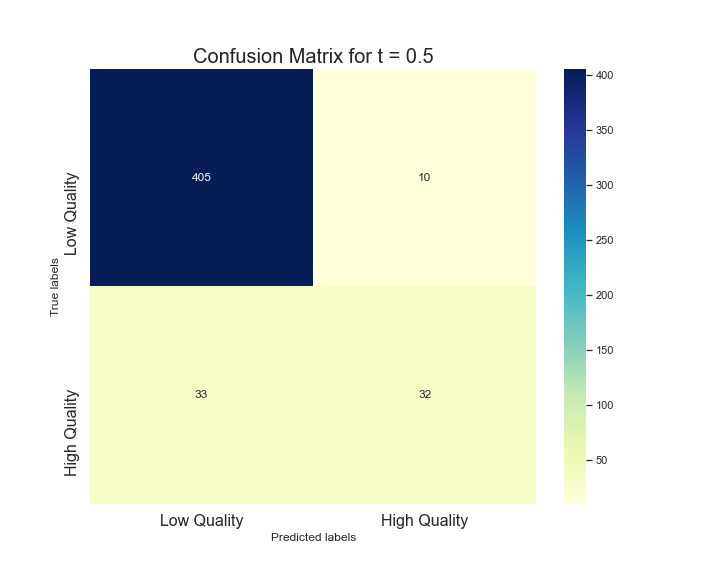 Confusion Matrix for t = 0.5
True labels
Low Quality
High Quality
405
10
33
32
Low Quality
High Quality
Predicted labels
400
350
300
250
200
150
100
50